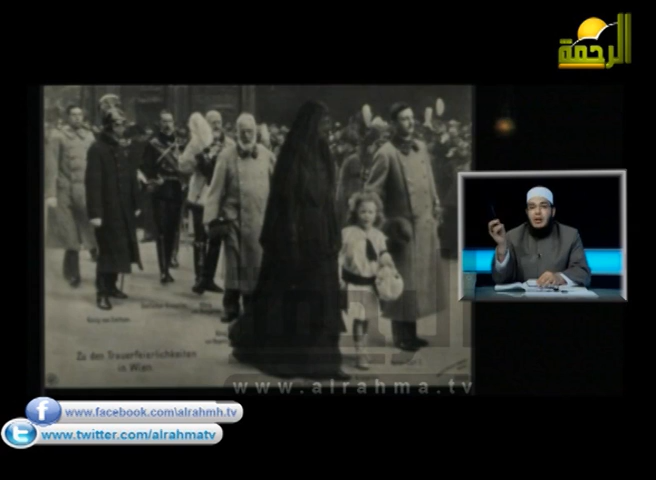 الرحمة
Zu den Trauerfeierlichkeiten
in Wien.
www.alrahma.tv
www.facebook.com/alrahmh.tv
www.twitter.com/alrahmatv